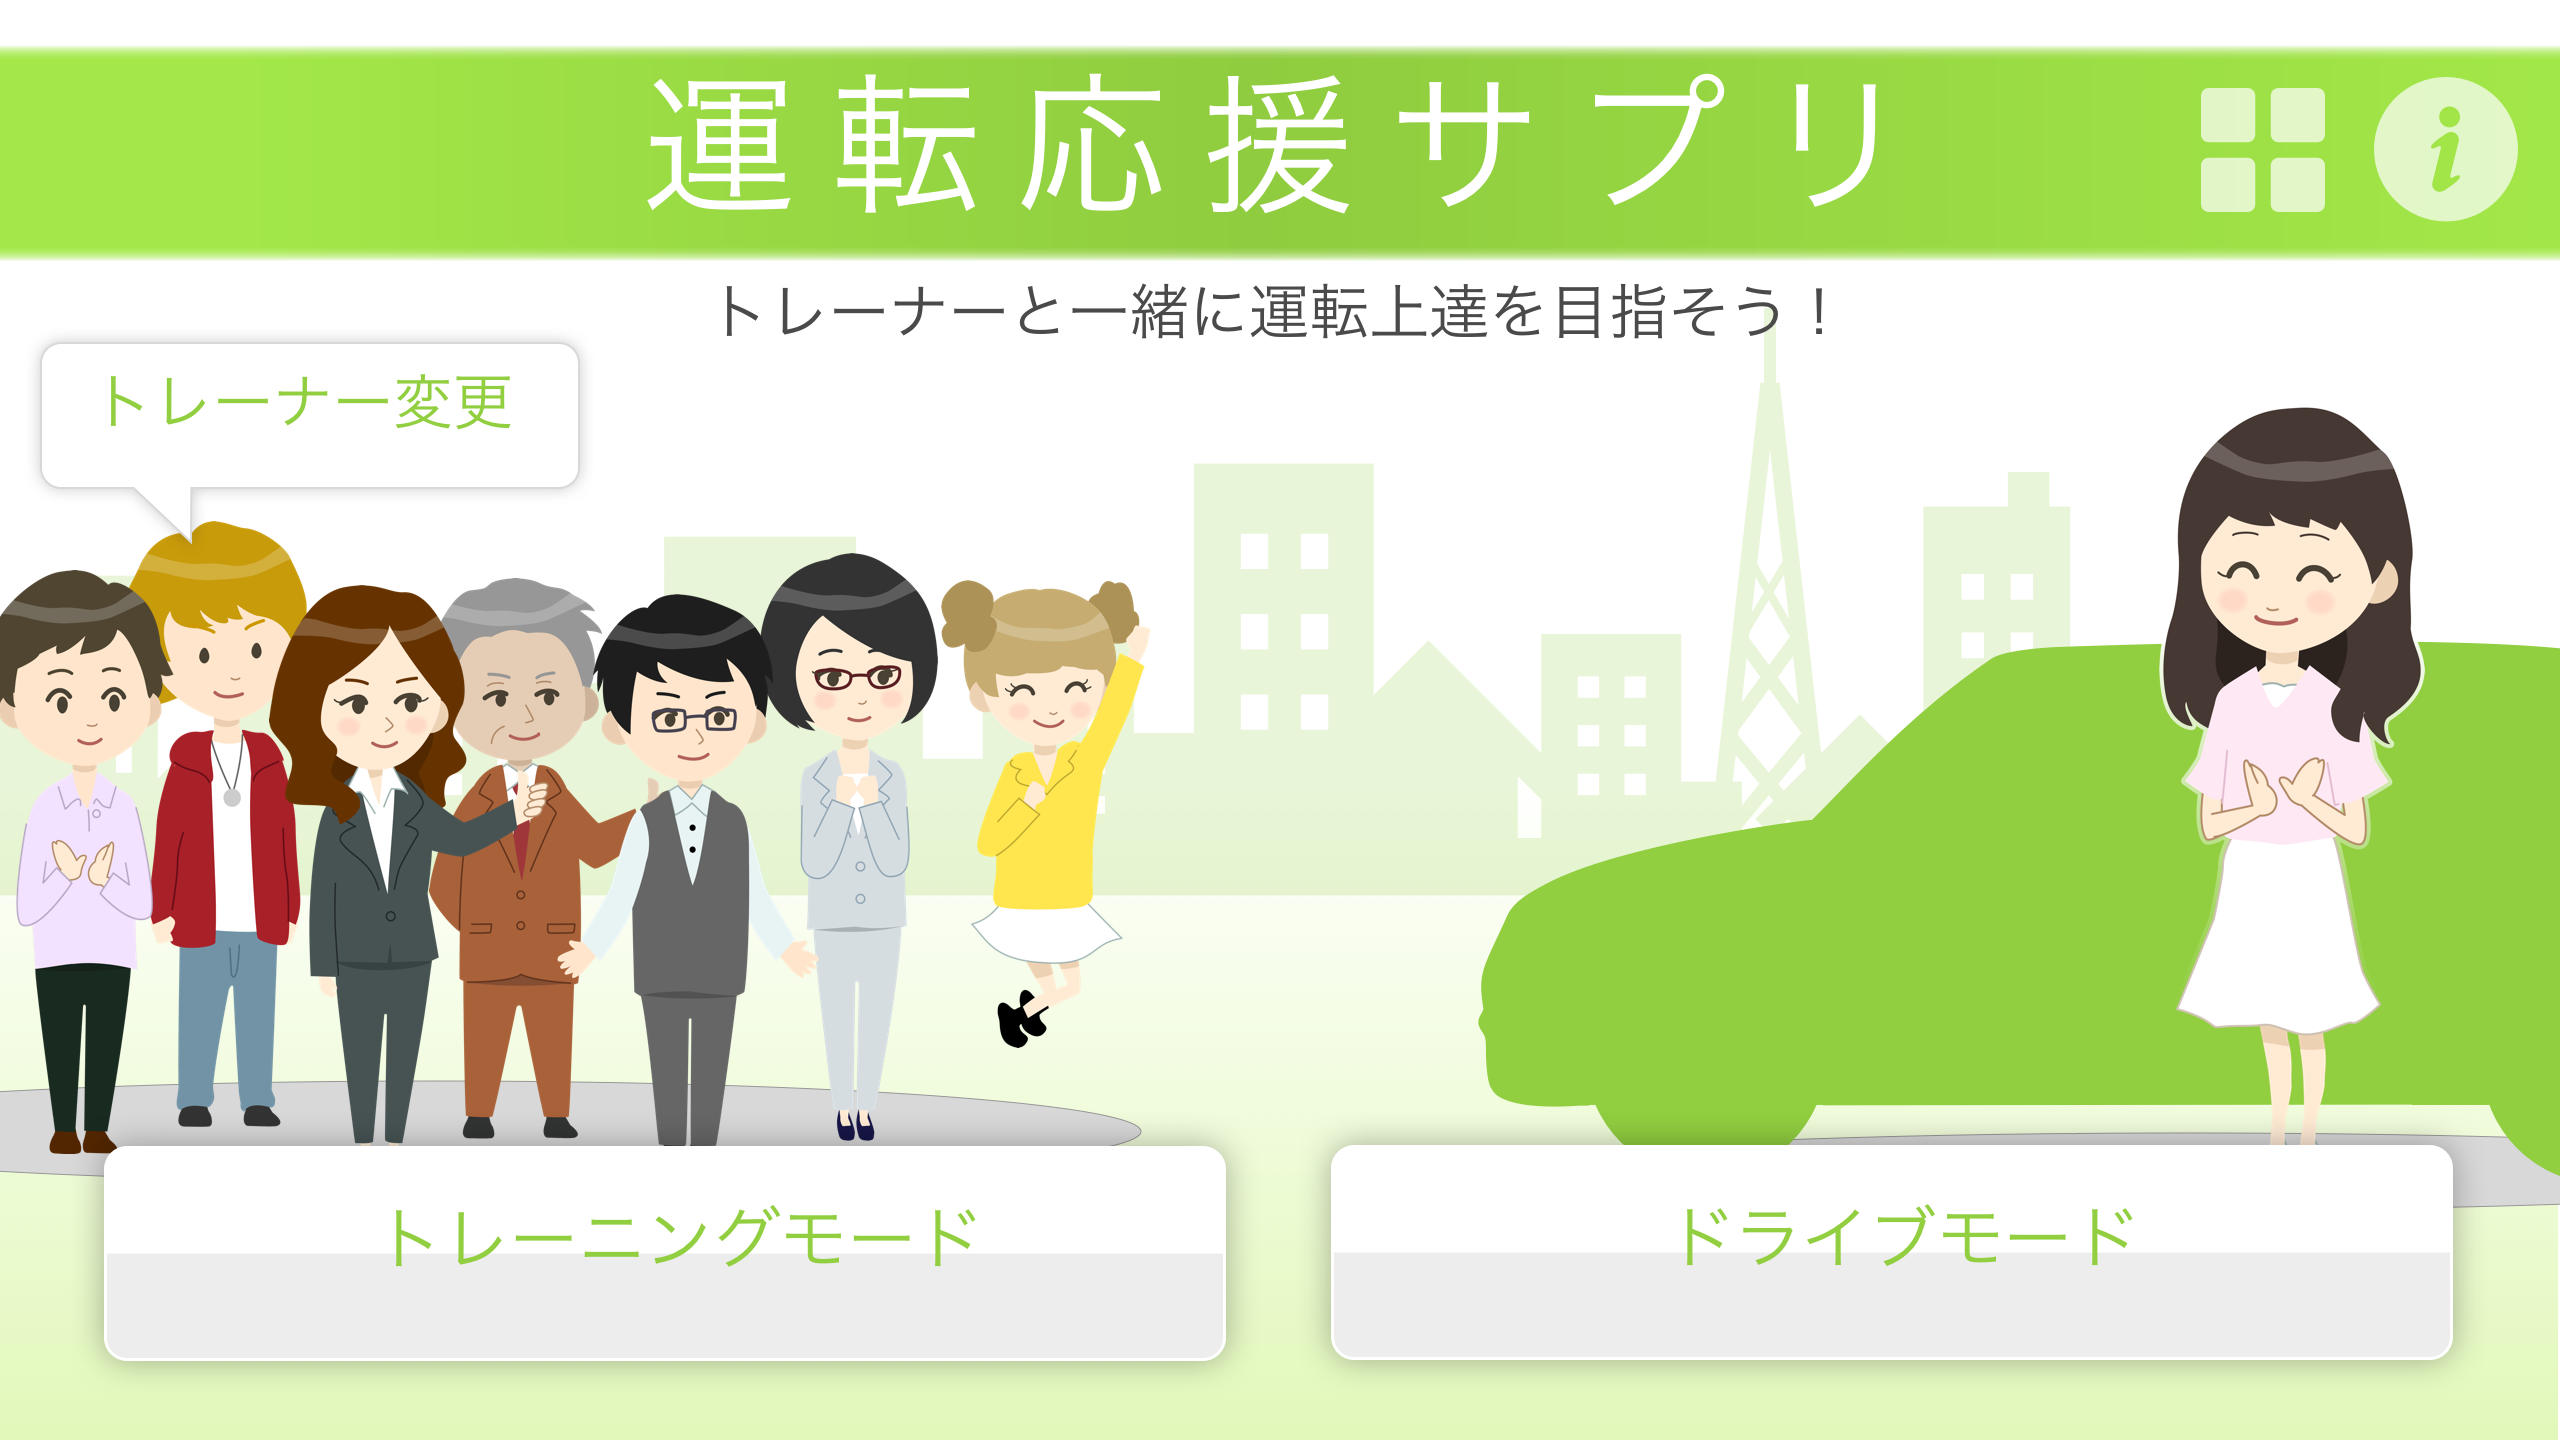 運転応援サプリ
トレーナーと一緒に運転上達を目指そう！
トレーナー変更
トレーニングモード
ドライブモード